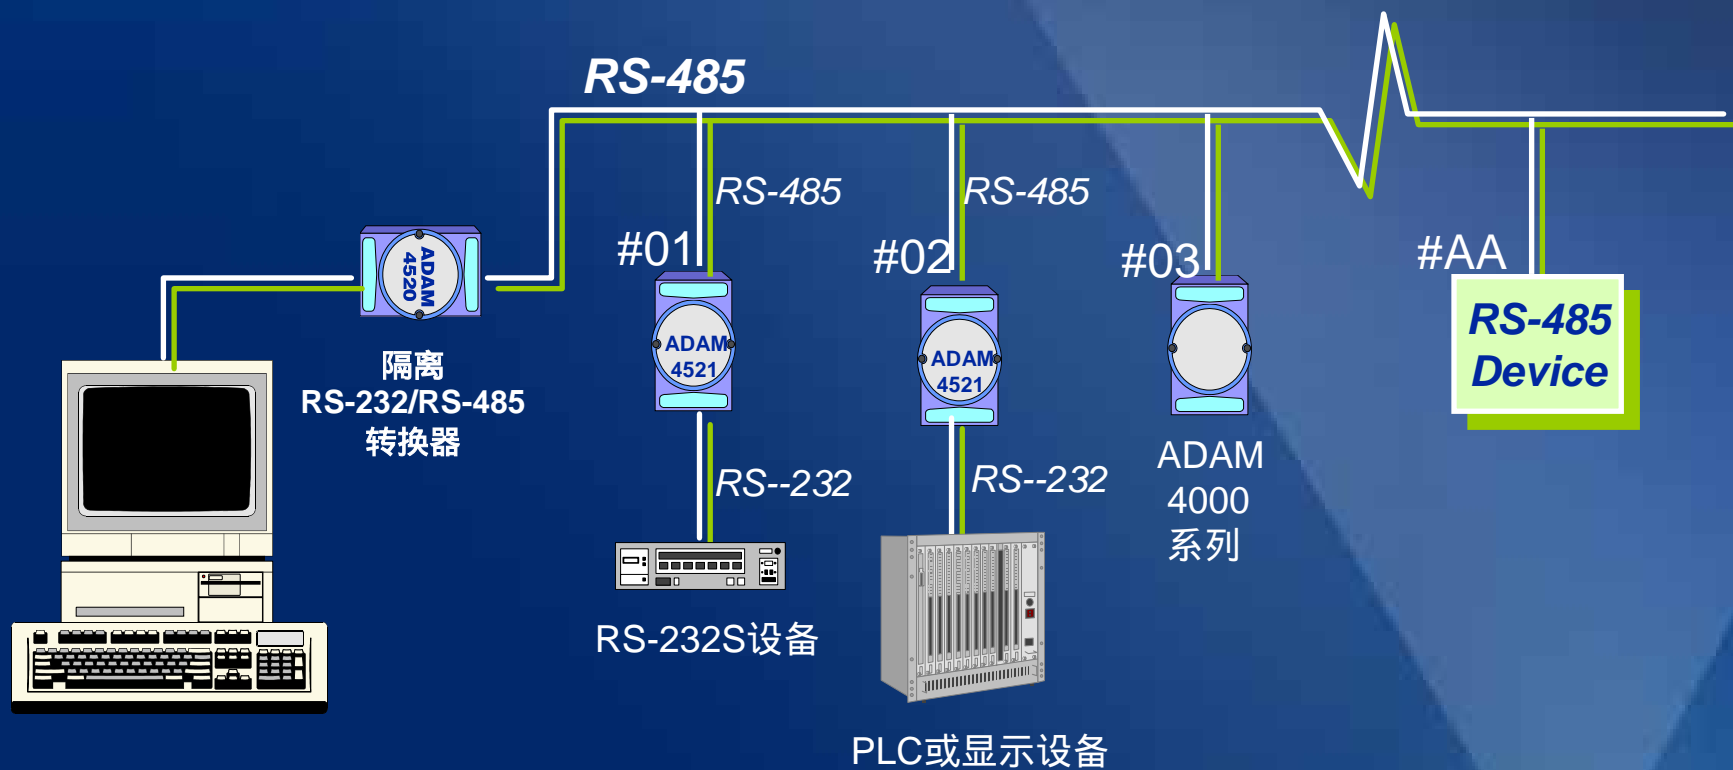 RS-485
RS-485
RS-485
#01
#02
#03
#AA
ADAM
4520
RS-485
Device
ADAM
4521
ADAM
4521
隔离
RS-232/RS-485
转换器
RS--232
RS--232
ADAM
4000
系列
RS-232S设备
PLC或显示设备